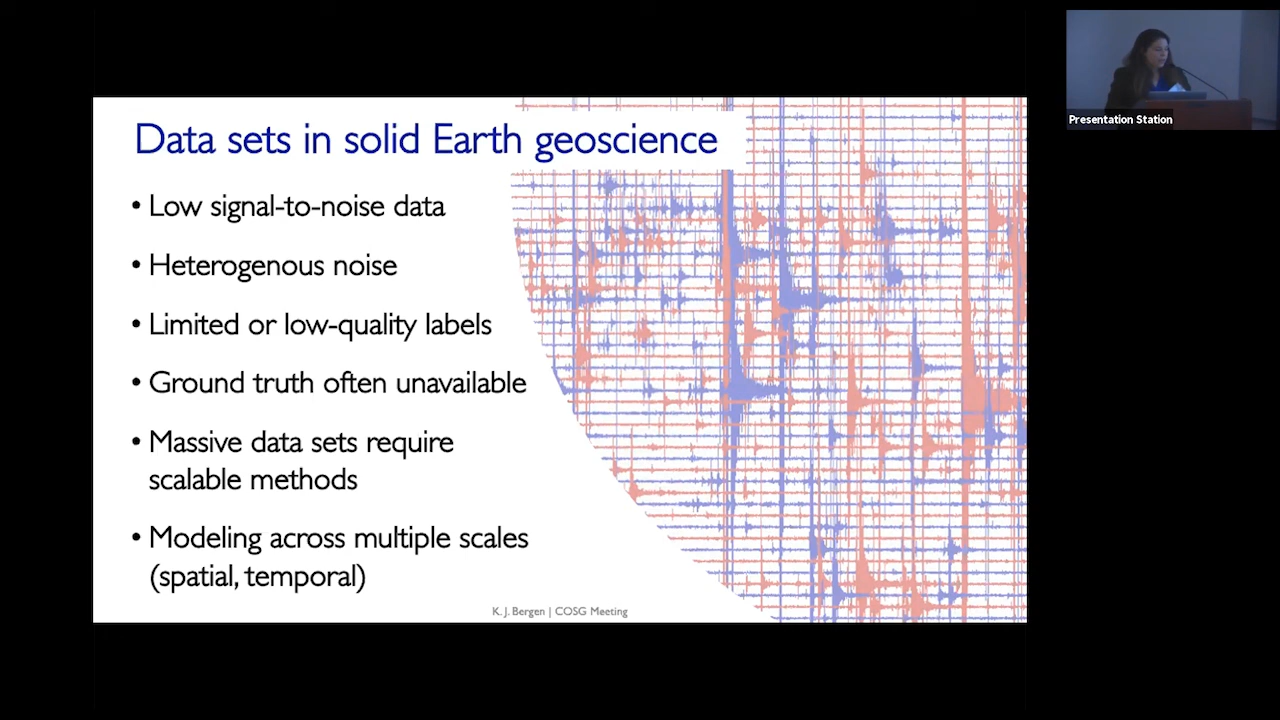 Data sets in solid Earth geoscience
• Low signal-to-noise data
• Heterogenous noise
• Limited or low-quality labels
• Ground truth often unavailable
• Massive data sets require
scalable methods
• Modeling across multiple scales
(spatial, temporal)
K. J. Bergen | COSG Meeting
Presentation Station